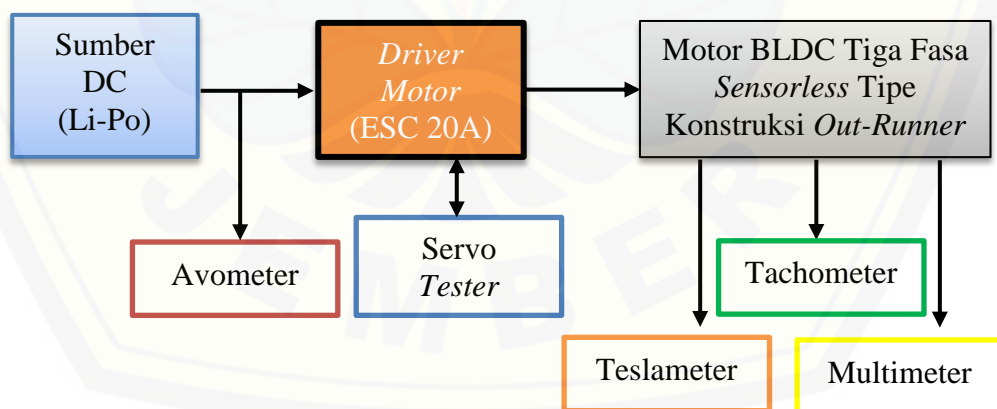 Sumber
DC
(Li-Po)
Driver
Motor
(ESC 20A)
Motor BLDC Tiga Fasa
Sensorless Tipe
Konstruksi Out-Runner
Avometer
Servo
Tester
Tachometer
Teslameter
Multimeter
JEMBER